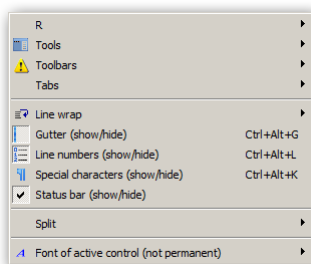 R
Tools
Toolbars
Tabs
Line wrap
Gutter (show/hide) Ctrl+Alt+G
Line numbers (show/hide) Ctrl+Alt+L
Special characters (show/hide) Ctrl+Alt+K
Status bar (show/hide)
Split
Font of active control (not permanent)